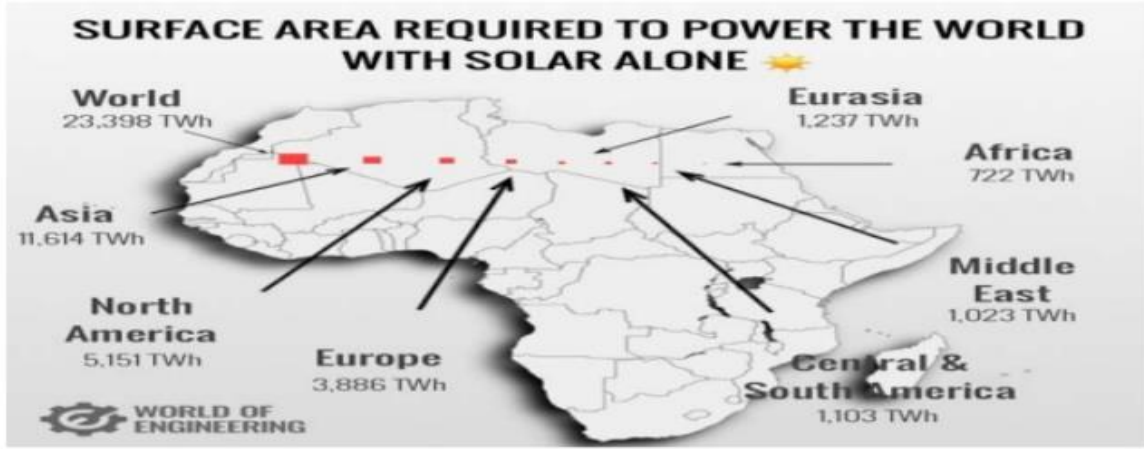 SURFACE AREA REQUIRED TO POWER THE WORLD
WITH SOLAR ALONE
World
23,398 TWh
Eurasia
1,237 TWh
Africa
722 TWh
Asia
11,614 TWh
Middle
East
1,023 TWh
North
America
5,151 TWh
Europe
3,886 TWh
Central &
South America
1,103 TWh
WORLD OF
ENGINEERING